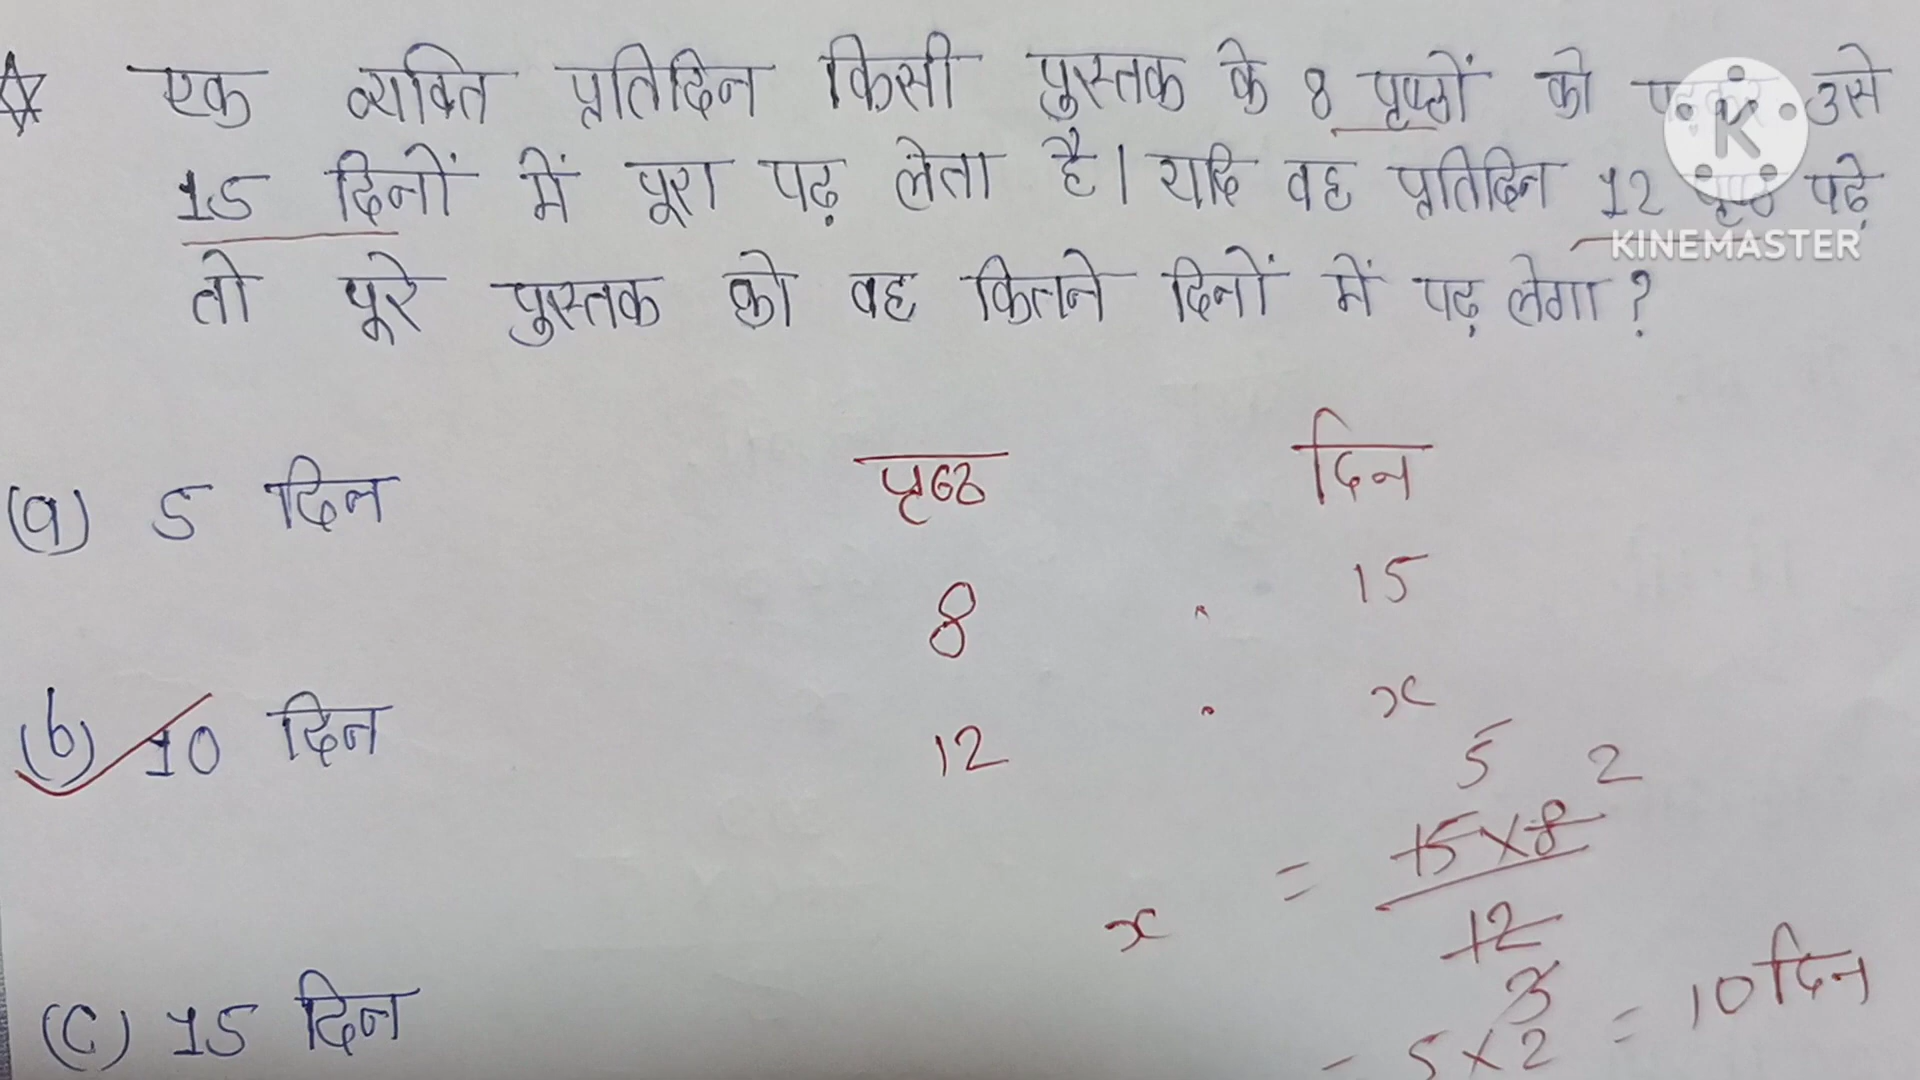 एक व्यक्ति प्रतिदिन किसी पुस्तक के 8 पृष्ठों को उसे
15 दिनों में पूरा पढ़ लेता है। यदि वह प्रतिदिन 12 पृष्ठ पढ़े
तो पूरे पुस्तक को वह कितने दिनों में पढ़ लेगा ?
K
KINEMASTER
पृष्ठ दिन
(a) 5 दिन
8 : 15
(b) 10 दिन
12 : x
5 2
x = 15 x 8
12
3
(c) 15 दिन
= 5 x 2 = 10 दिन